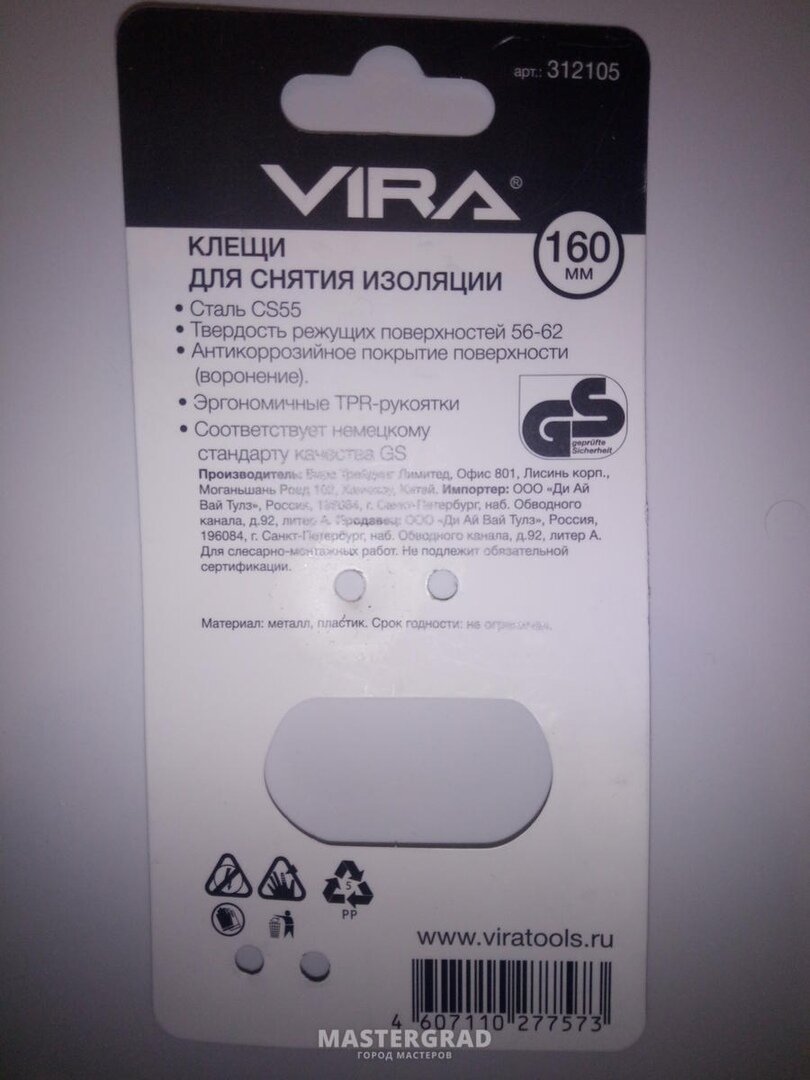 арт.: 312105
VIRA®
КЛЕЩИ
ДЛЯ СНЯТИЯ ИЗОЛЯЦИИ
160
ММ
• Сталь CS55
• Твердость режущих поверхностей 56-62
• Антикоррозийное покрытие поверхности
(воронение).
• Эргономичные TPR-рукоятки
• Соответствует немецкому
стандарту качества GS
GS
geprüfte
Sicherheit
Производитель: Лимитед, Офис 801, Лисинь корп.,
Моганьшань Роуд Китай. Импортер: ООО «Ди Ай
Вай Тулз», Россия, 196084, г. Санкт-Петербург, наб. Обводного
канала, д.92, литер А. Продавец: ООО «Ди Ай Вай Тулз», Россия,
196084, г. Санкт-Петербург, наб. Обводного канала, д.92, литер А.
Для слесарно-монтажных работ. Не подлежит обязательной
сертификации.
Материал: металл, пластик. Срок годности: не ограничен.
5
PP
www.viratools.ru
4 607110 277573
MASTERGRAD
ГОРОД МАСТЕРОВ